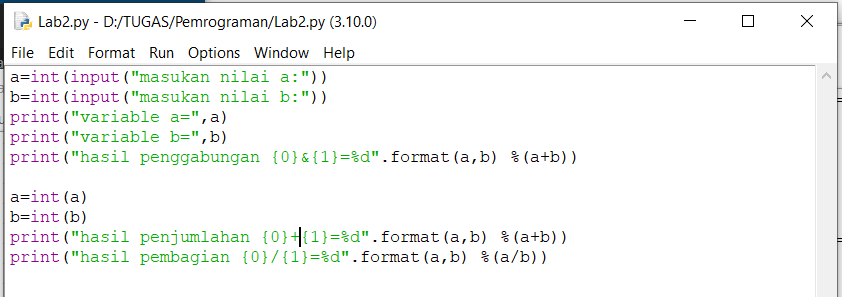 Lab2.py - D:/TUGAS/Pemrograman/Lab2.py (3.10.0)
File Edit Format Run Options Window Help
a=int(input("masukan nilai a:"))
b=int(input("masukan nilai b:"))
print("variable a=",a)
print("variable b=",b)
print("hasil penggabungan {0}&{1}=%d".format(a,b) %(a+b))
a=int(a)
b=int(b)
print("hasil penjumlahan {0}+{1}=%d".format(a,b) %(a+b))
print("hasil pembagian {0}/{1}=%d".format(a,b) %(a/b))